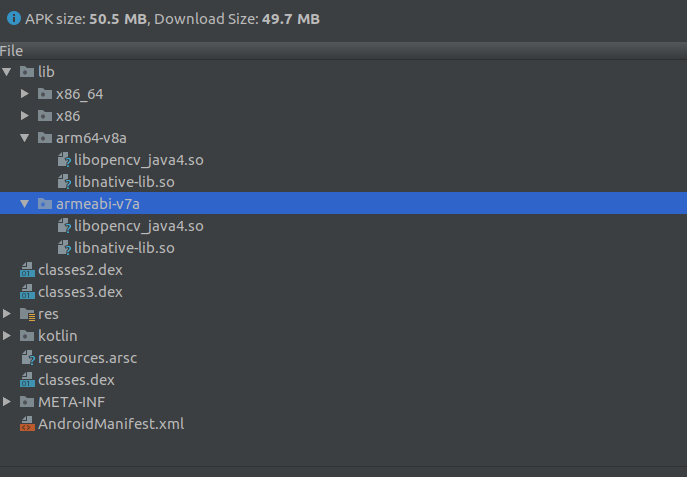 APK size: 50.5 MB, Download Size: 49.7 MB
File
lib
x86_64
x86
arm64-v8a
libopencv_java4.so
libnative-lib.so
armeabi-v7a
libopencv_java4.so
libnative-lib.so
classes2.dex
classes3.dex
res
kotlin
resources.arsc
classes.dex
META-INF
AndroidManifest.xml